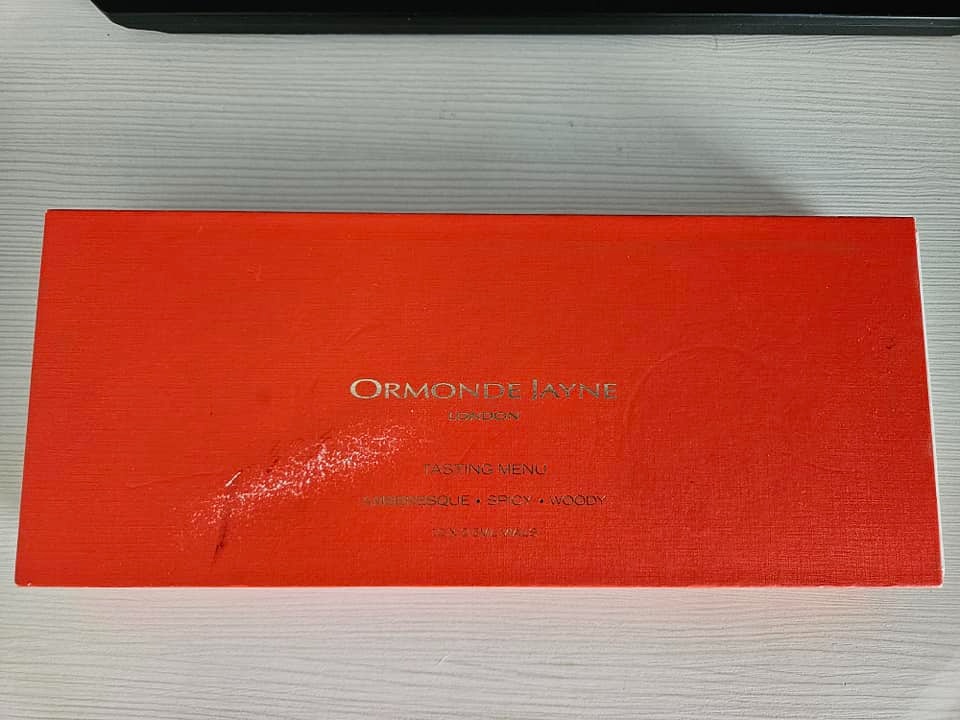 ORMONDE JAYNE
LONDON
TASTING MENU
• SPICY • WOODY